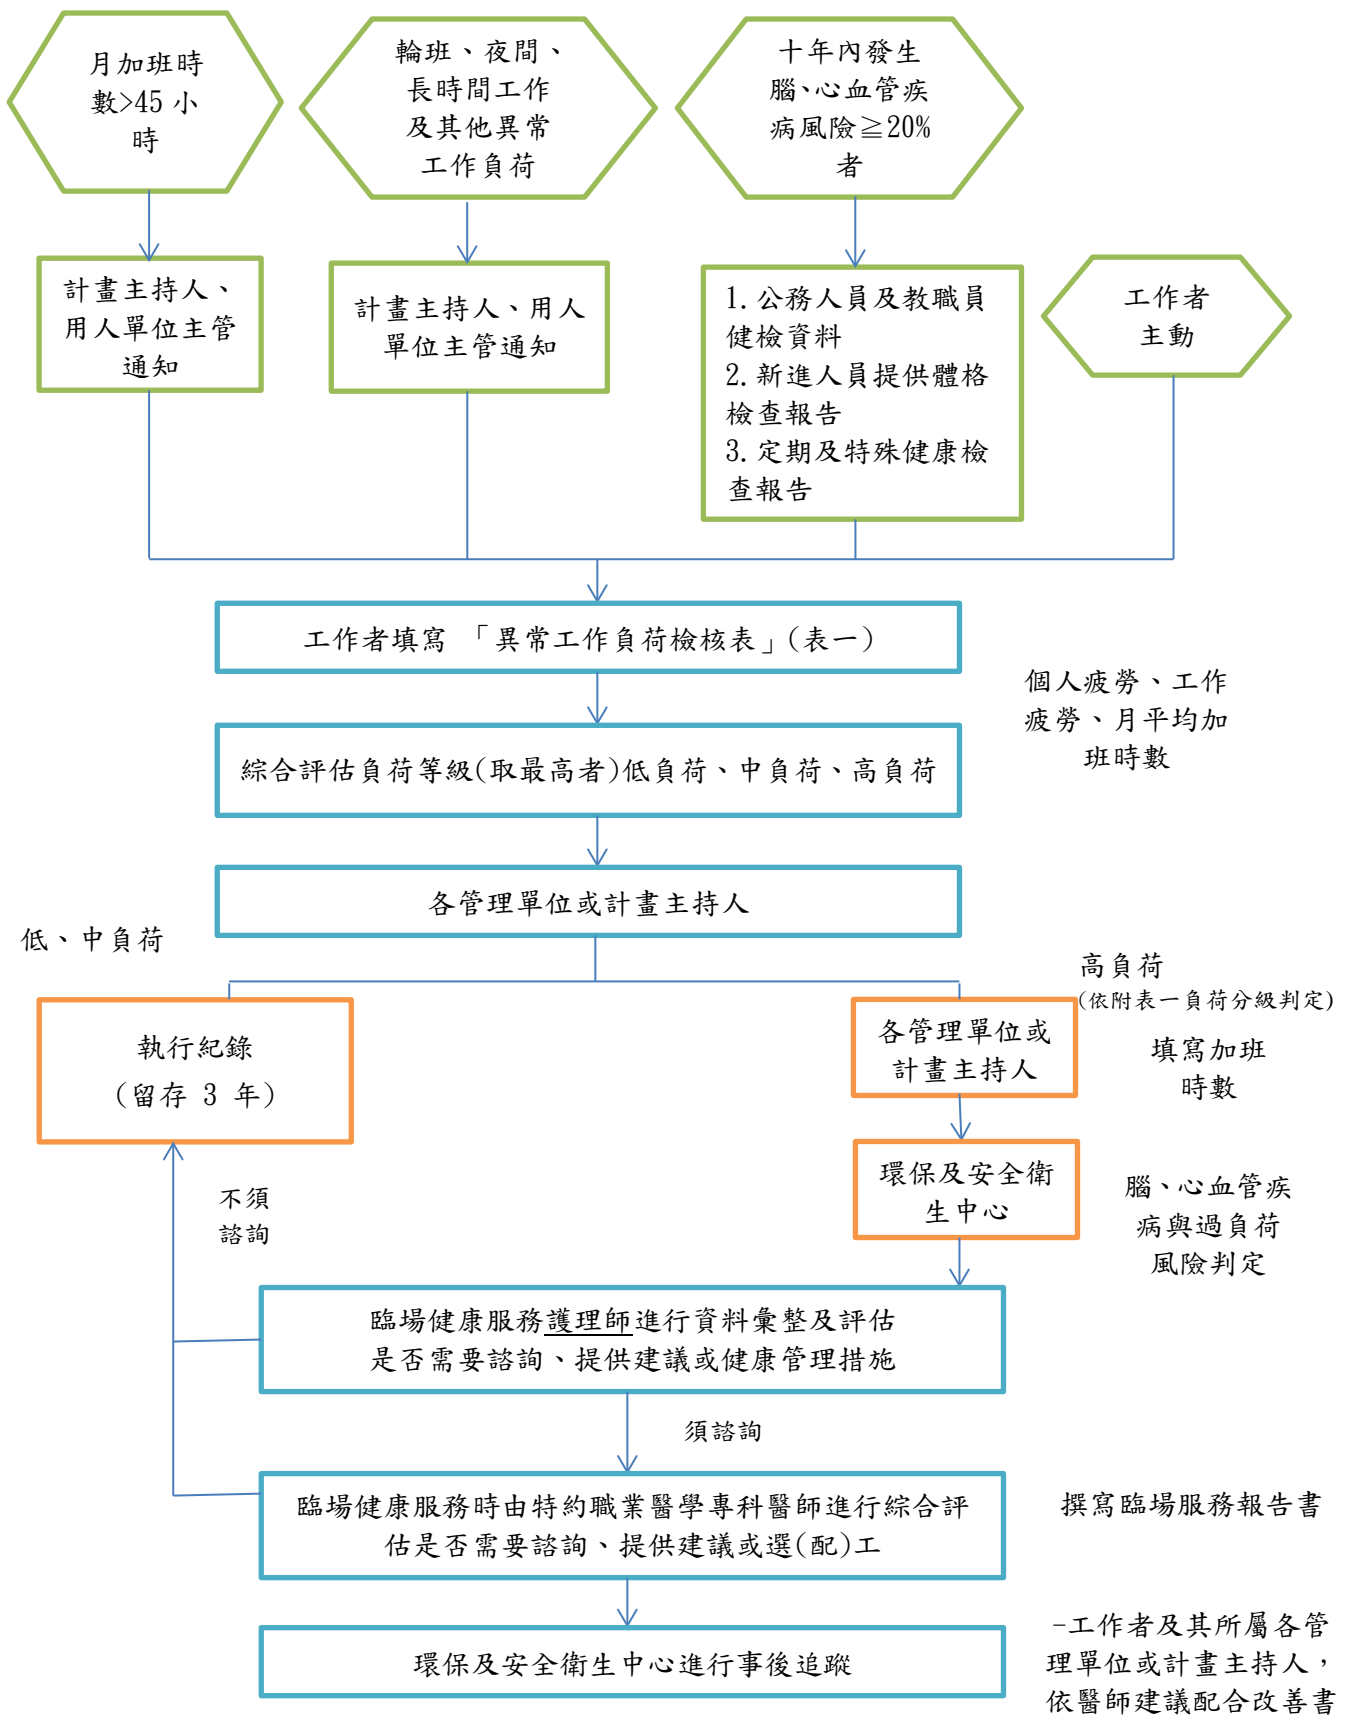 月加班時
數>45 小
時
輪班、夜間、
長時間工作
及其他異常
工作負荷
十年內發生
腦、心血管疾
病風險≧20%
者
計畫主持人、
用人單位主管
通知
計畫主持人、用人
單位主管通知
1. 公務人員及教職員
健檢資料
2. 新進人員提供體格
檢查報告
3. 定期及特殊健康檢
查報告
工作者
主動
工作者填寫 「異常工作負荷檢核表」(表一)
個人疲勞、工作
疲勞、月平均加
班時數
綜合評估負荷等級(取最高者)低負荷、中負荷、高負荷
各管理單位或計畫主持人
低、中負荷
高負荷
(依附表一負荷分級判定)
執行紀錄
(留存 3 年)
各管理單位或
計畫主持人
填寫加班
時數
環保及安全衛
生中心
腦、心血管疾
病與過負荷
風險判定
不須
諮詢
臨場健康服務護理師進行資料彙整及評估
是否需要諮詢、提供建議或健康管理措施
須諮詢
臨場健康服務時由特約職業醫學專科醫師進行綜合評
估是否需要諮詢、提供建議或選(配)工
撰寫臨場服務報告書
環保及安全衛生中心進行事後追蹤
-工作者及其所屬各管
理單位或計畫主持人，
依醫師建議配合改善書